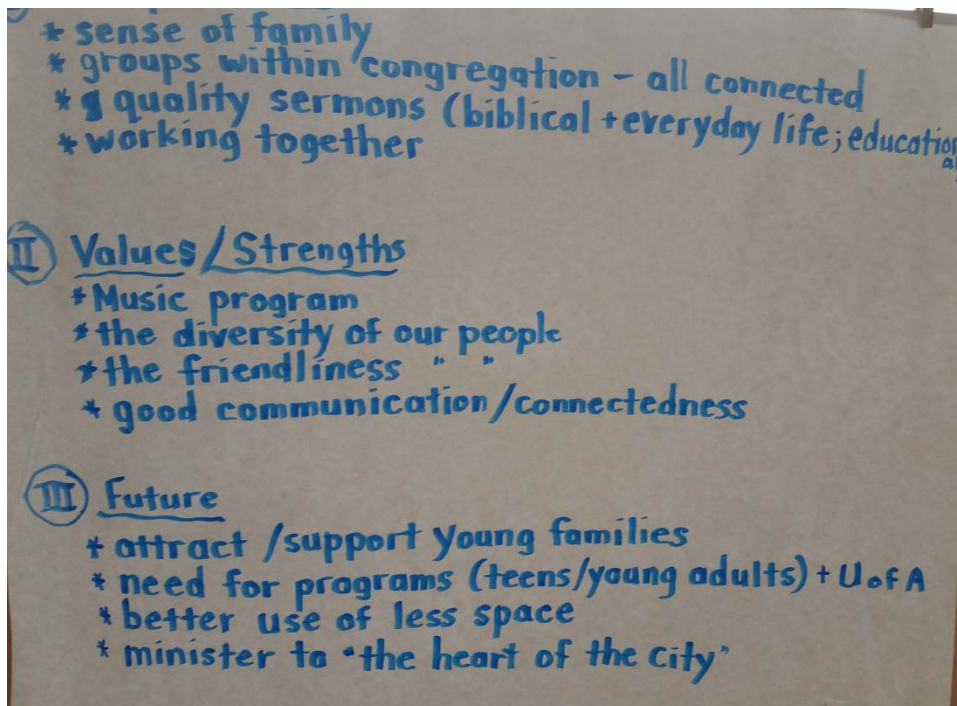 * sense of family
* groups within congregation - all connected
* quality sermons (biblical + everyday life; education
* working together
II Values/Strengths
* Music program
* the diversity of our people
* the friendliness " "
* good communication/connectedness
III Future
* attract /support young families
* need for programs (teens/young adults) + U of A
* better use of less space
* minister to "the heart of the city"